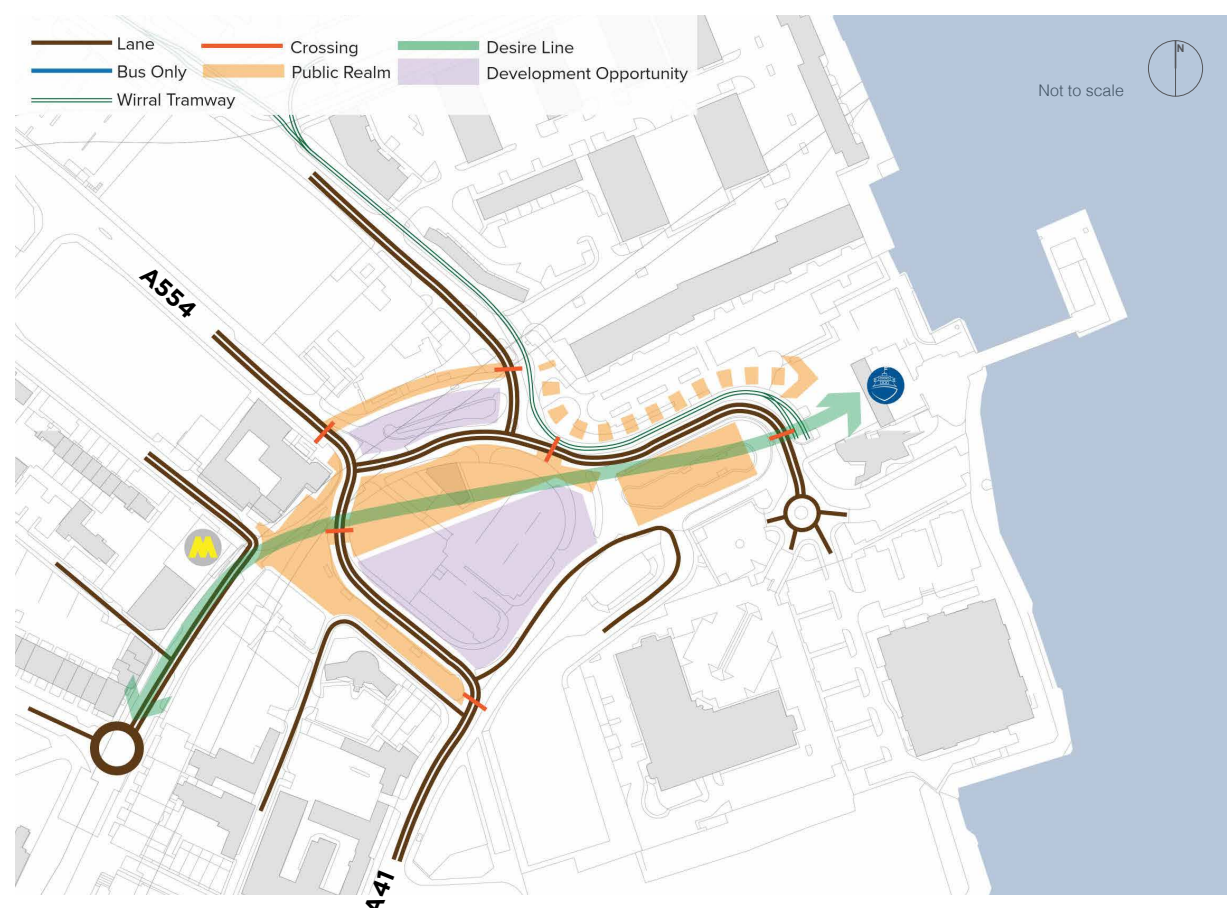 Lane
Crossing
Desire Line
Bus Only
Public Realm
Development Opportunity
Wirral Tramway
N
Not to scale
A554
A41